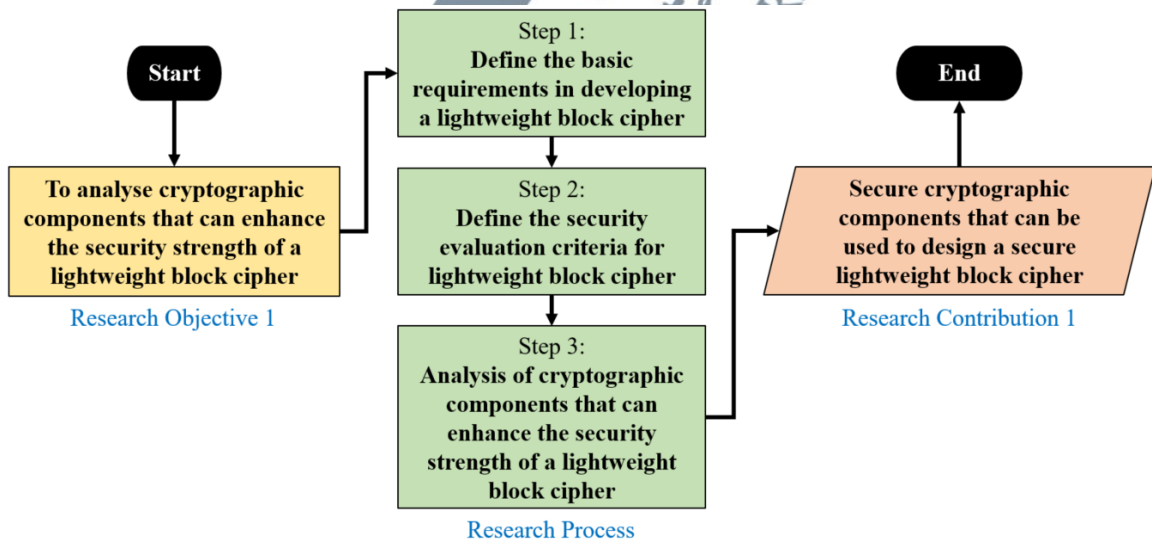 Start
To analyse cryptographic
components that can enhance
the security strength of a
lightweight block cipher
Research Objective 1
Step 1:
Define the basic
requirements in developing
a lightweight block cipher
Step 2:
Define the security
evaluation criteria for
lightweight block cipher
Step 3:
Analysis of cryptographic
components that can
enhance the security
strength of a lightweight
block cipher
Research Process
End
Secure cryptographic
components that can be
used to design a secure
lightweight block cipher
Research Contribution 1